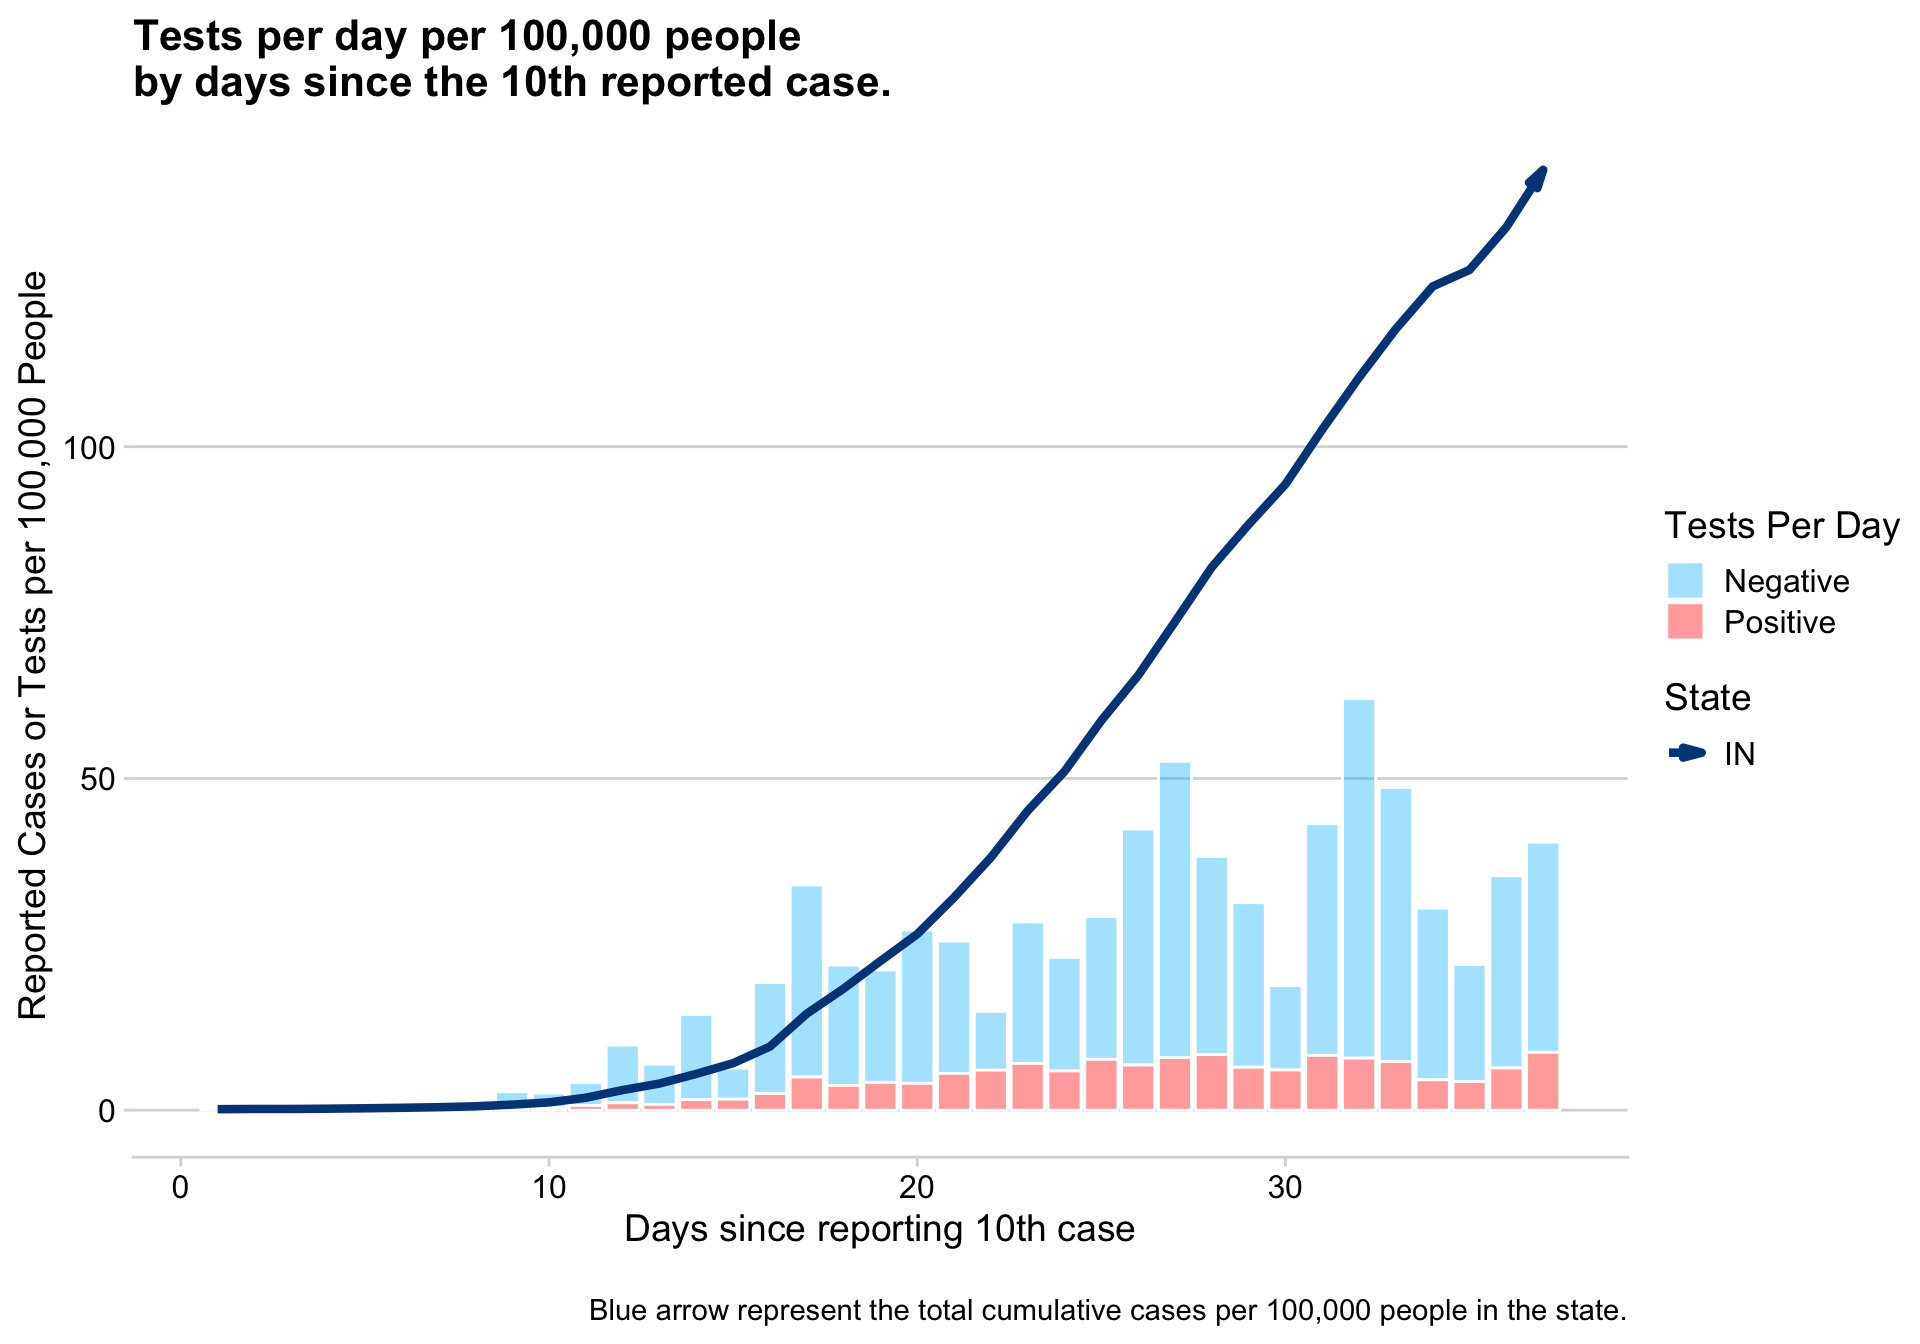 Tests per day per 100,000 people
by days since the 10th reported case.
Reported Cases or Tests per 100,000 People
100
50
0
0
10
20
30
Days since reporting 10th case
Tests Per Day
Negative
Positive
State
IN
Blue arrow represent the total cumulative cases per 100,000 people in the state.